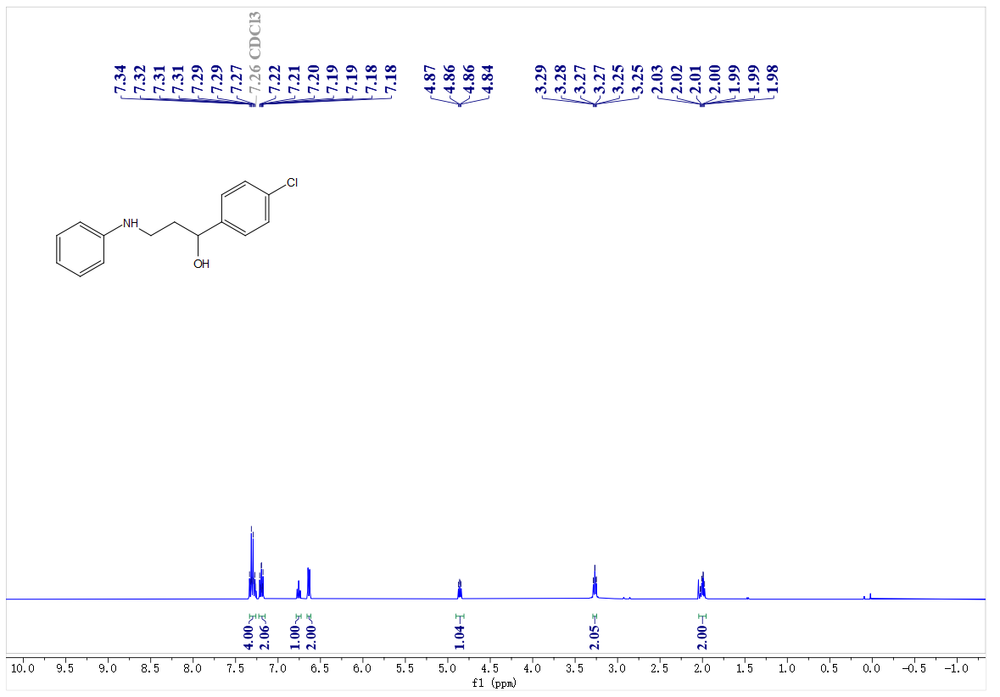 7.34 7.32 7.31 7.31 7.29 7.29 7.27 7.26 CDCl3 7.22 7.21 7.20 7.19 7.19 7.18 7.18 4.87 4.86 4.86 4.84 3.29 3.28 3.27 3.27 3.25 3.25 2.03 2.02 2.01 2.00 1.99 1.99 1.98
Cl
NH
OH
4.00 2.06 1.00 2.00 1.04 2.05 2.00
10.0 9.5 9.0 8.5 8.0 7.5 7.0 6.5 6.0 5.5 5.0 4.5 4.0 3.5 3.0 2.5 2.0 1.5 1.0 0.5 0.0 -0.5 -1.0
f1 (ppm)